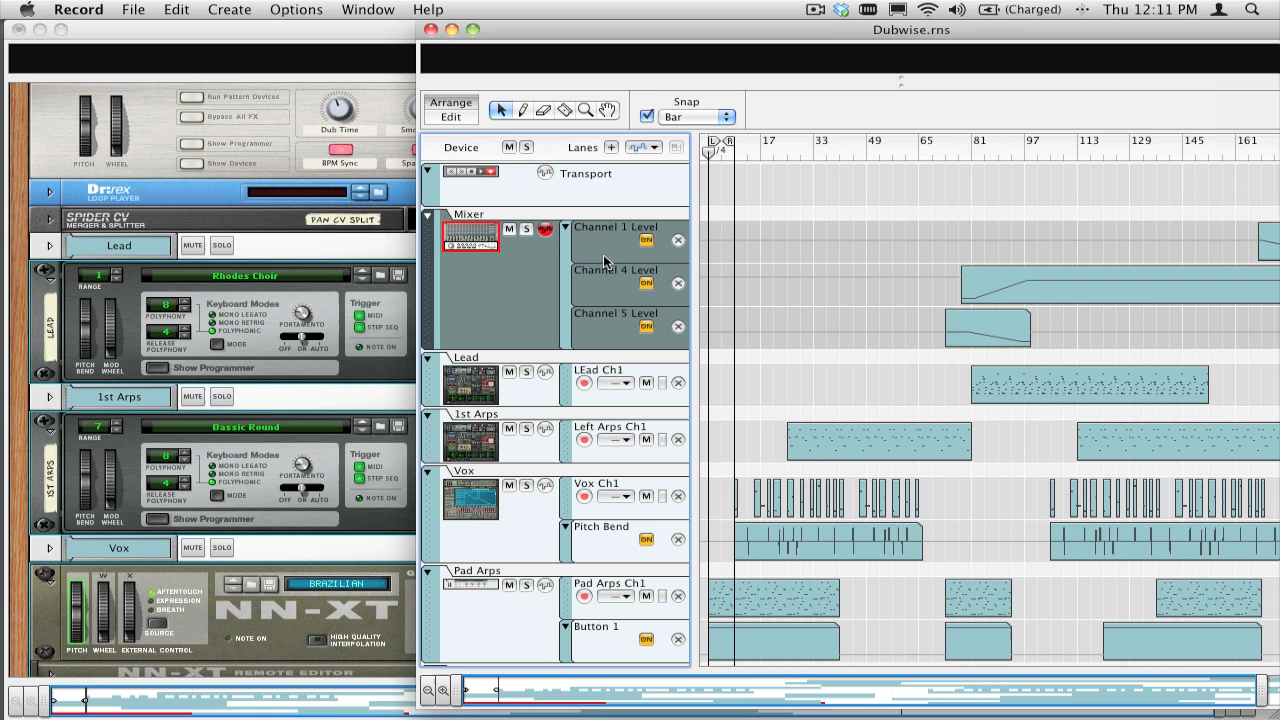 Record File Edit Create Options Window Help (Charged) Thu 12:11 PM
Dubwise.rns
Run Pattern Devices
Bypass All FX
Show Programmer
Show Devices
PITCH WHEEL
Dub Time
BPM Sync
Dr:rex
LOOP PLAYER
SPIDER CV
MERGER & SPLITTER
PAN CV SPLIT
Lead MUTE SOLO
1 RANGE
Rhodes Choir
8 POLYPHONY
4 RELEASE POLYPHONY
Keyboard Modes
MONO LEGATO
MONO RETRIG
POLYPHONIC
MODE
PORTAMENTO
OFF ON AUTO
Trigger
MIDI
STEP SEQ
NOTE ON
LEAD
PITCH BEND MOD WHEEL
Show Programmer
1st Arps MUTE SOLO
7 RANGE
Bassic Round
8 POLYPHONY
4 RELEASE POLYPHONY
Keyboard Modes
MONO LEGATO
MONO RETRIG
POLYPHONIC
MODE
PORTAMENTO
OFF ON AUTO
Trigger
MIDI
STEP SEQ
NOTE ON
1ST ARPS
PITCH BEND MOD WHEEL
Show Programmer
Vox MUTE SOLO
W X
AFTERTOUCH
EXPRESSION
BREATH
SOURCE
PITCH WHEEL EXTERNAL CONTROL
BRAZILIAN
NN-XT
NOTE ON
HIGH QUALITY INTERPOLATION
NN-XT REMOTE EDITOR
Arrange
Edit
Snap
Bar
Device M S Lanes
/4 17 33 49 65 81 97 113 129 145 161
L R
Transport
Mixer
M S
Channel 1 Level
ON
Channel 4 Level
ON
Channel 5 Level
ON
Lead
M S
LEad Ch1
M
1st Arps
M S
Left Arps Ch1
M
Vox
M S
Vox Ch1
M
Pitch Bend
ON
Pad Arps
M S
Pad Arps Ch1
M
Button 1
ON